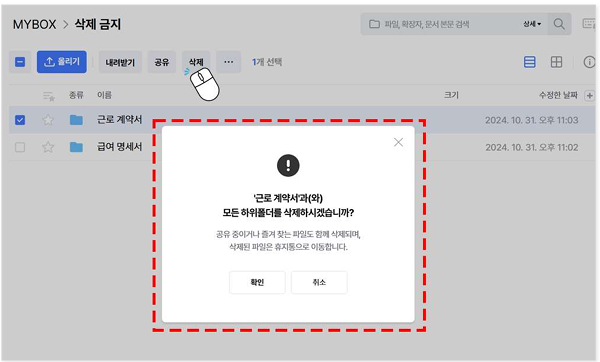 MYBOX > 삭제 금지
파일, 확장자, 문서 본문 검색 상세
올리기 내려받기 공유 삭제 ... 1개 선택
종류 이름 크기 수정한 날짜
근로 계약서 2024. 10. 31. 오후 11:03
급여 명세서 2024. 10. 31. 오후 11:02
'근로 계약서'과(와)
모든 하위폴더를 삭제하시겠습니까?
공유 중이거나 즐겨 찾는 파일도 함께 삭제되며,
삭제된 파일은 휴지통으로 이동합니다.
확인 취소